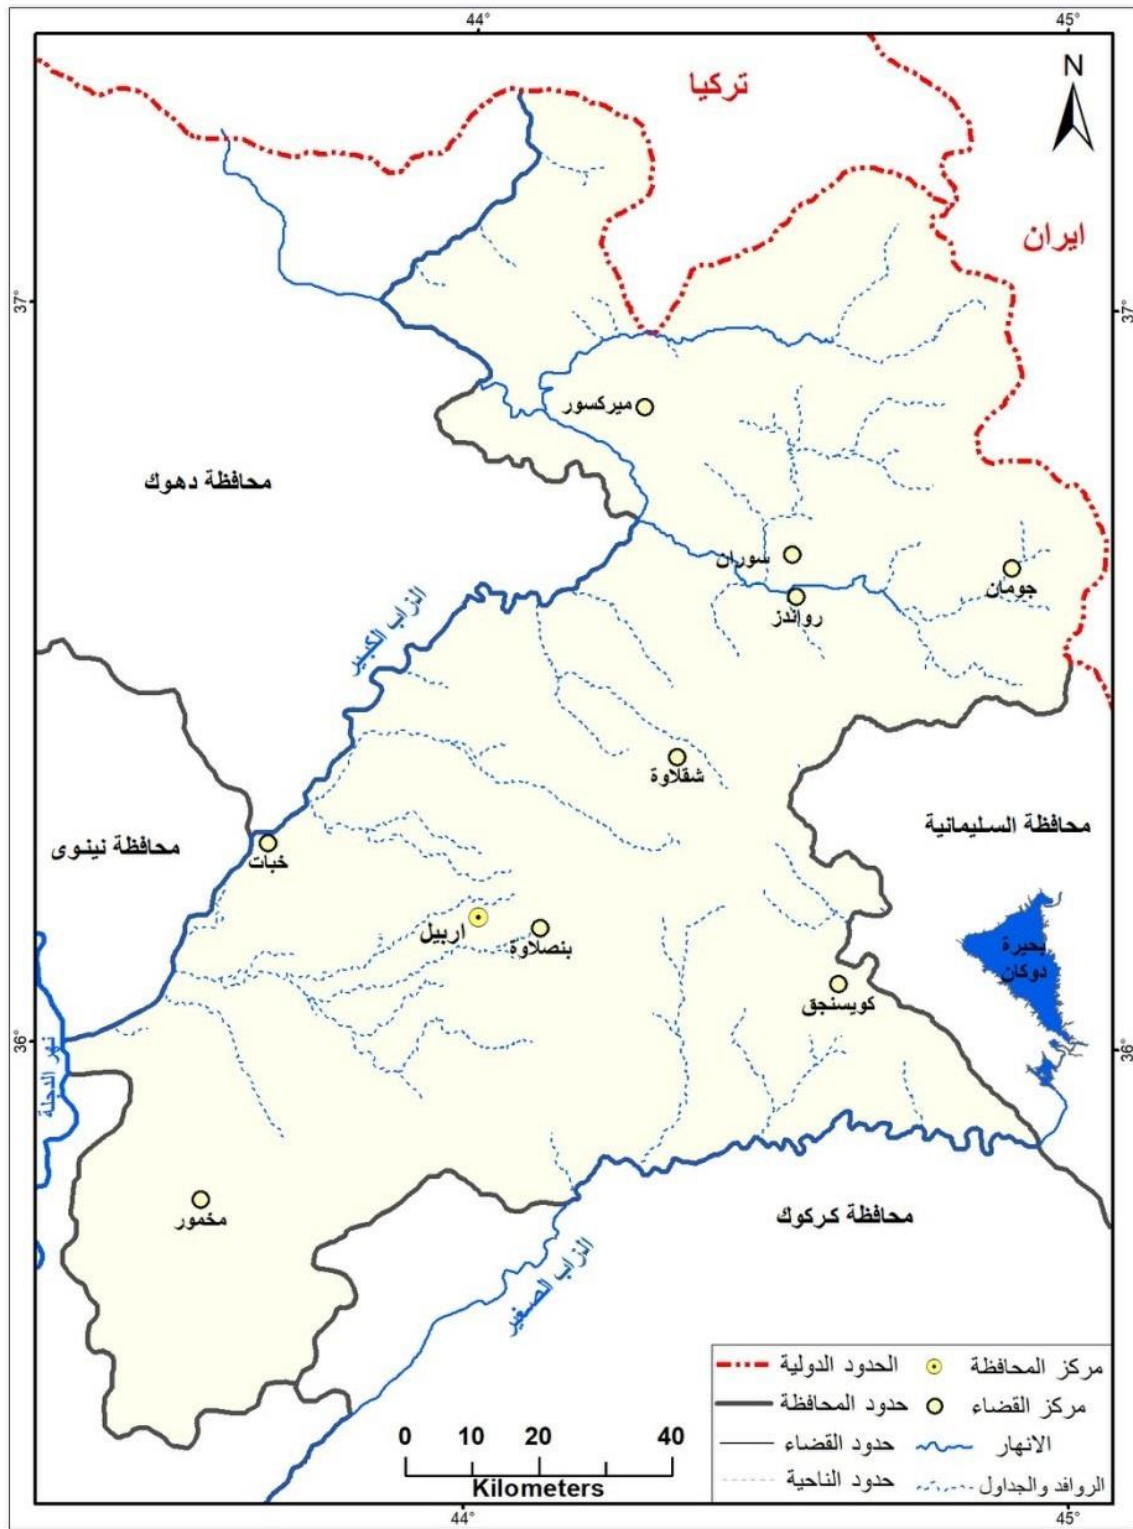 44°
45°
N
تركيا
ايران
37°
37°
ميركسور
محافظة دهوك
سوران
جومان
رواندز
الزاب الكبير
شقلاوة
محافظة السليمانية
محافظة نينوى
خبات
اربيل
بنصلاوة
بحيرة
دوكان
كويسنجق
36°
36°
نهر الدجلة
مخمور
محافظة كركوك
الزاب الصغير
مركز المحافظة
الحدود الدولية
مركز القضاء
حدود المحافظة
الانهار
حدود القضاء
الروافد والجداول
حدود الناحية
0 10 20 40
Kilometers
44°
45°